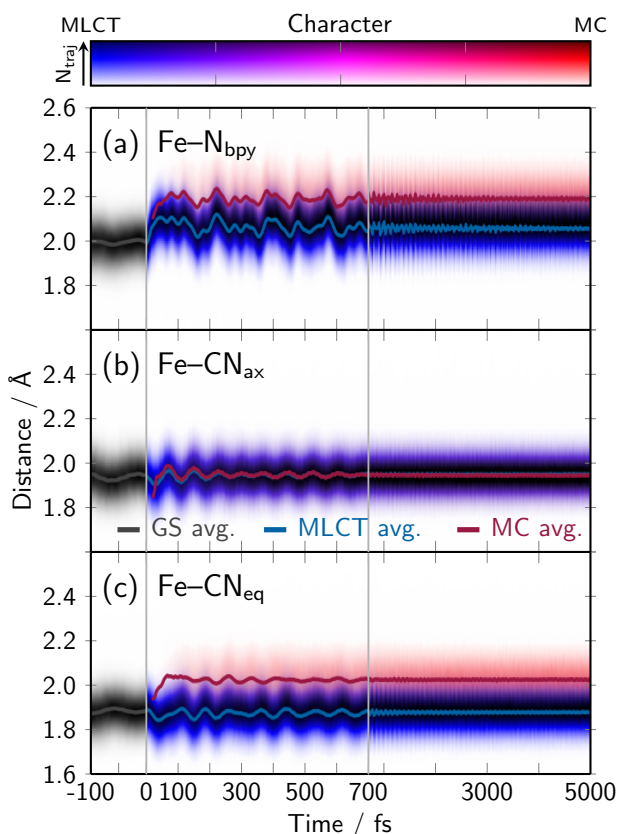 MLCT Character MC
N_traj
2.6
(a) Fe–N_bpy
2.4
2.2
2.0
1.8
(b) Fe–CN_ax
2.4
2.2
2.0
1.8
GS avg. MLCT avg. MC avg.
(c) Fe–CN_eq
2.4
2.2
2.0
1.8
1.6
Distance / Å
-100 0 100 300 500 700 3000 5000
Time / fs